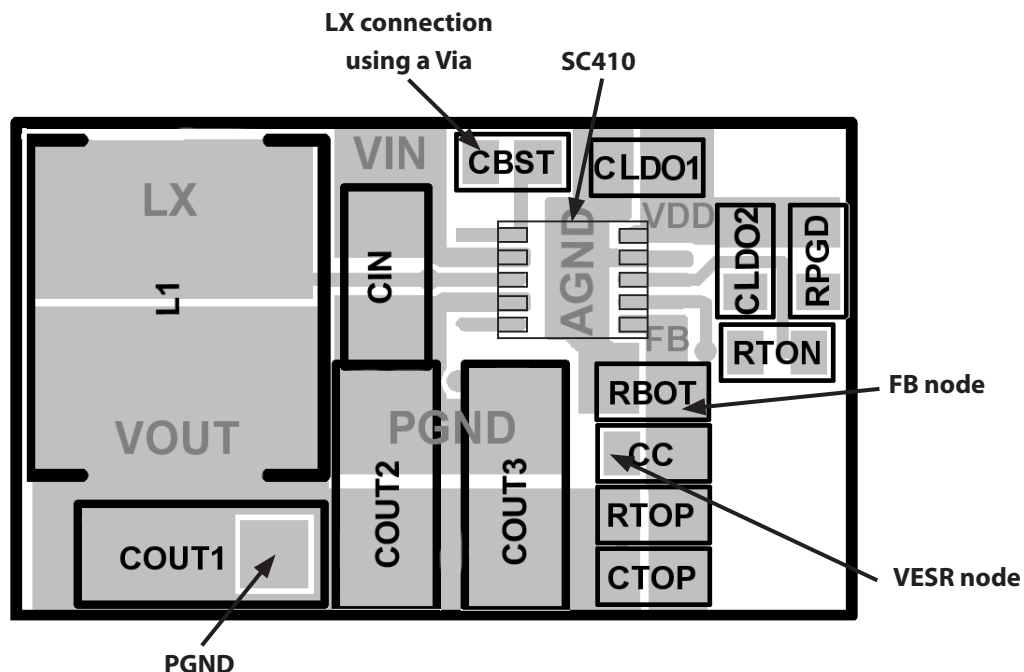 LX connection
using a Via
SC410
VIN
CBST
CLDO1
LX
VDD
CIN
AGND
CLDO2
RPGD
L1
FB
RTON
RBOT
FB node
VOUT
PGND
CC
COUT2
COUT3
RTOP
COUT1
CTOP
VESR node
PGND